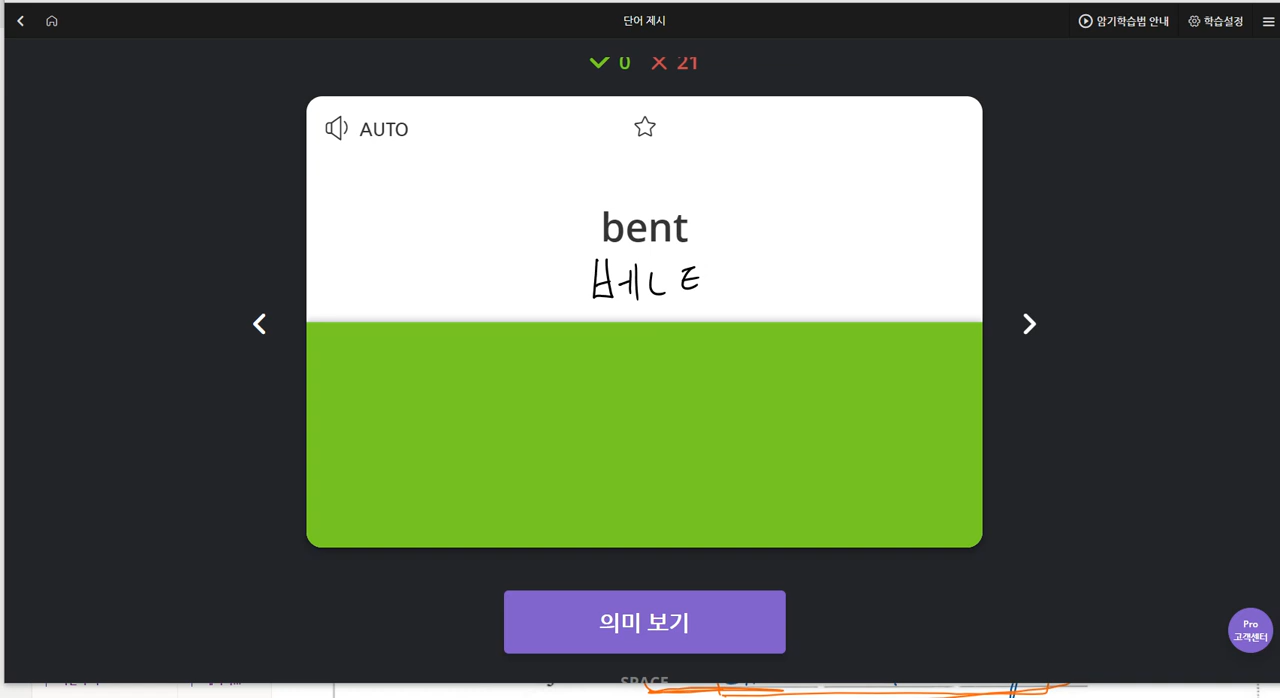 단어 제시
암기학습법 안내
학습설정
0
21
AUTO
bent
ㅂㅔㄴㅌ
의미 보기
Pro
고객센터
SPACE